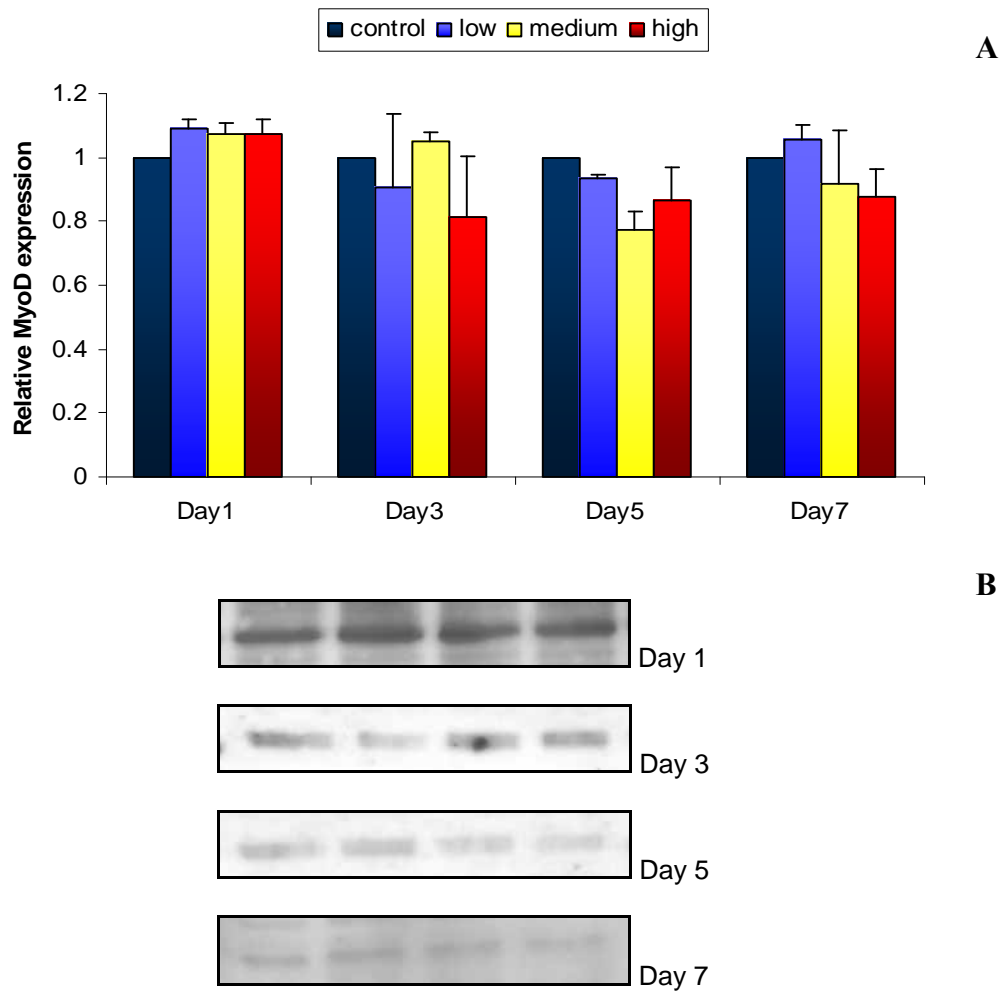 control low medium high
A
Relative MyoD expression
1.2
1
0.8
0.6
0.4
0.2
0
Day1 Day3 Day5 Day7
B
Day 1
Day 3
Day 5
Day 7